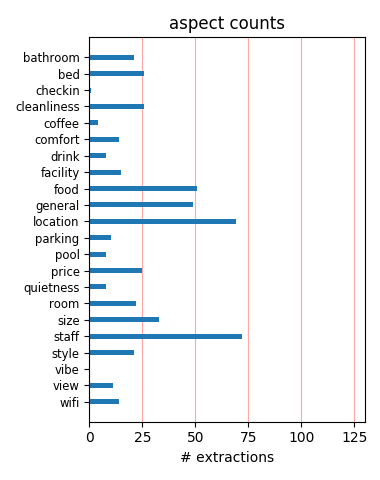 aspect counts
bathroom
bed
checkin
cleanliness
coffee
comfort
drink
facility
food
general
location
parking
pool
price
quietness
room
size
staff
style
vibe
view
wifi
0 25 50 75 100 125
# extractions